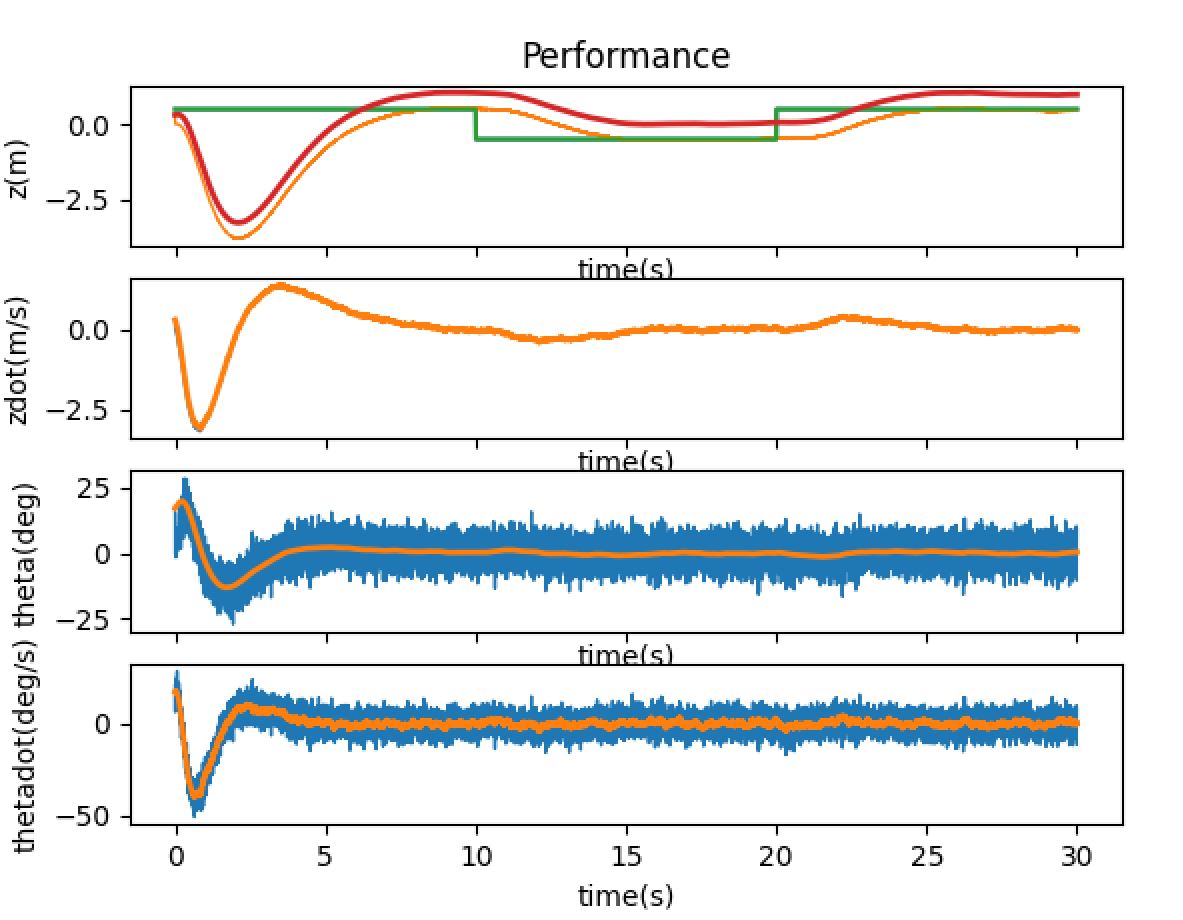 Performance
z(m)
0.0
−2.5
time(s)
zdot(m/s)
0.0
−2.5
time(s)
theta(deg)
25
0
−25
time(s)
thetadot(deg/s)
0
−50
0 5 10 15 20 25 30
time(s)